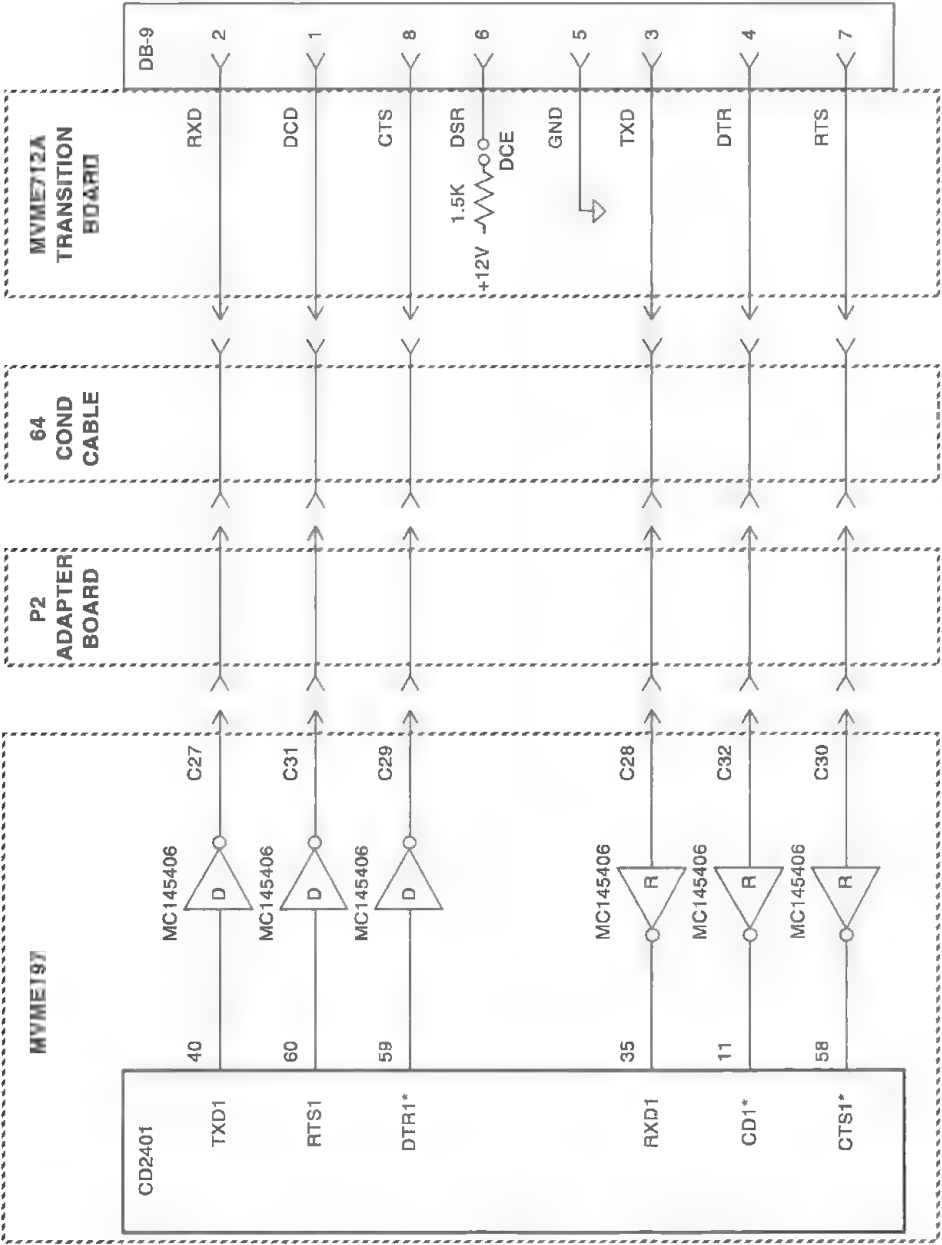 MVME197
CD2401
TXD1
40
MC145406
D
C27
RTS1
60
MC145406
D
C31
DTR1*
59
MC145406
D
C29
RXD1
35
MC145406
R
C28
CD1*
11
MC145406
R
C32
CTS1*
58
MC145406
R
C30
P2
ADAPTER
BOARD
64
COND
CABLE
MVME712A
TRANSITION
BOARD
RXD
DCD
CTS
+12V
1.5K
DSR
DCE
GND
TXD
DTR
RTS
DB-9
2
1
8
6
5
3
4
7